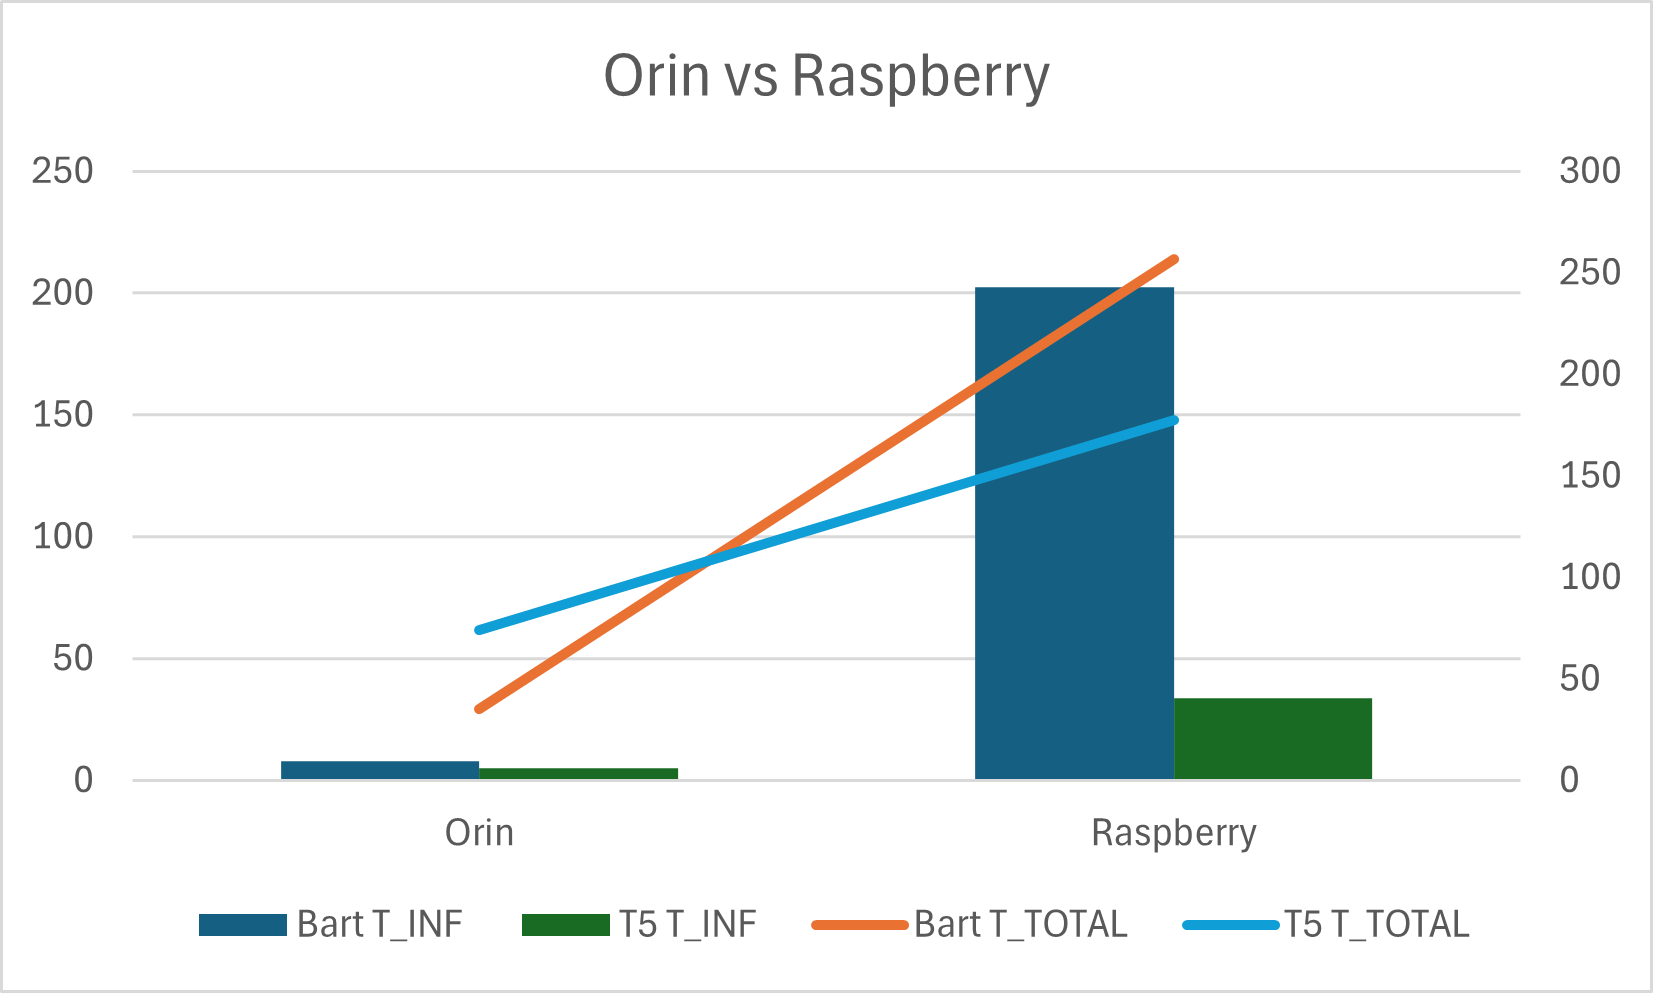 Orin vs Raspberry
250
200
150
100
50
0
300
250
200
150
100
50
0
Orin
Raspberry
Bart T_INF
T5 T_INF
Bart T_TOTAL
T5 T_TOTAL